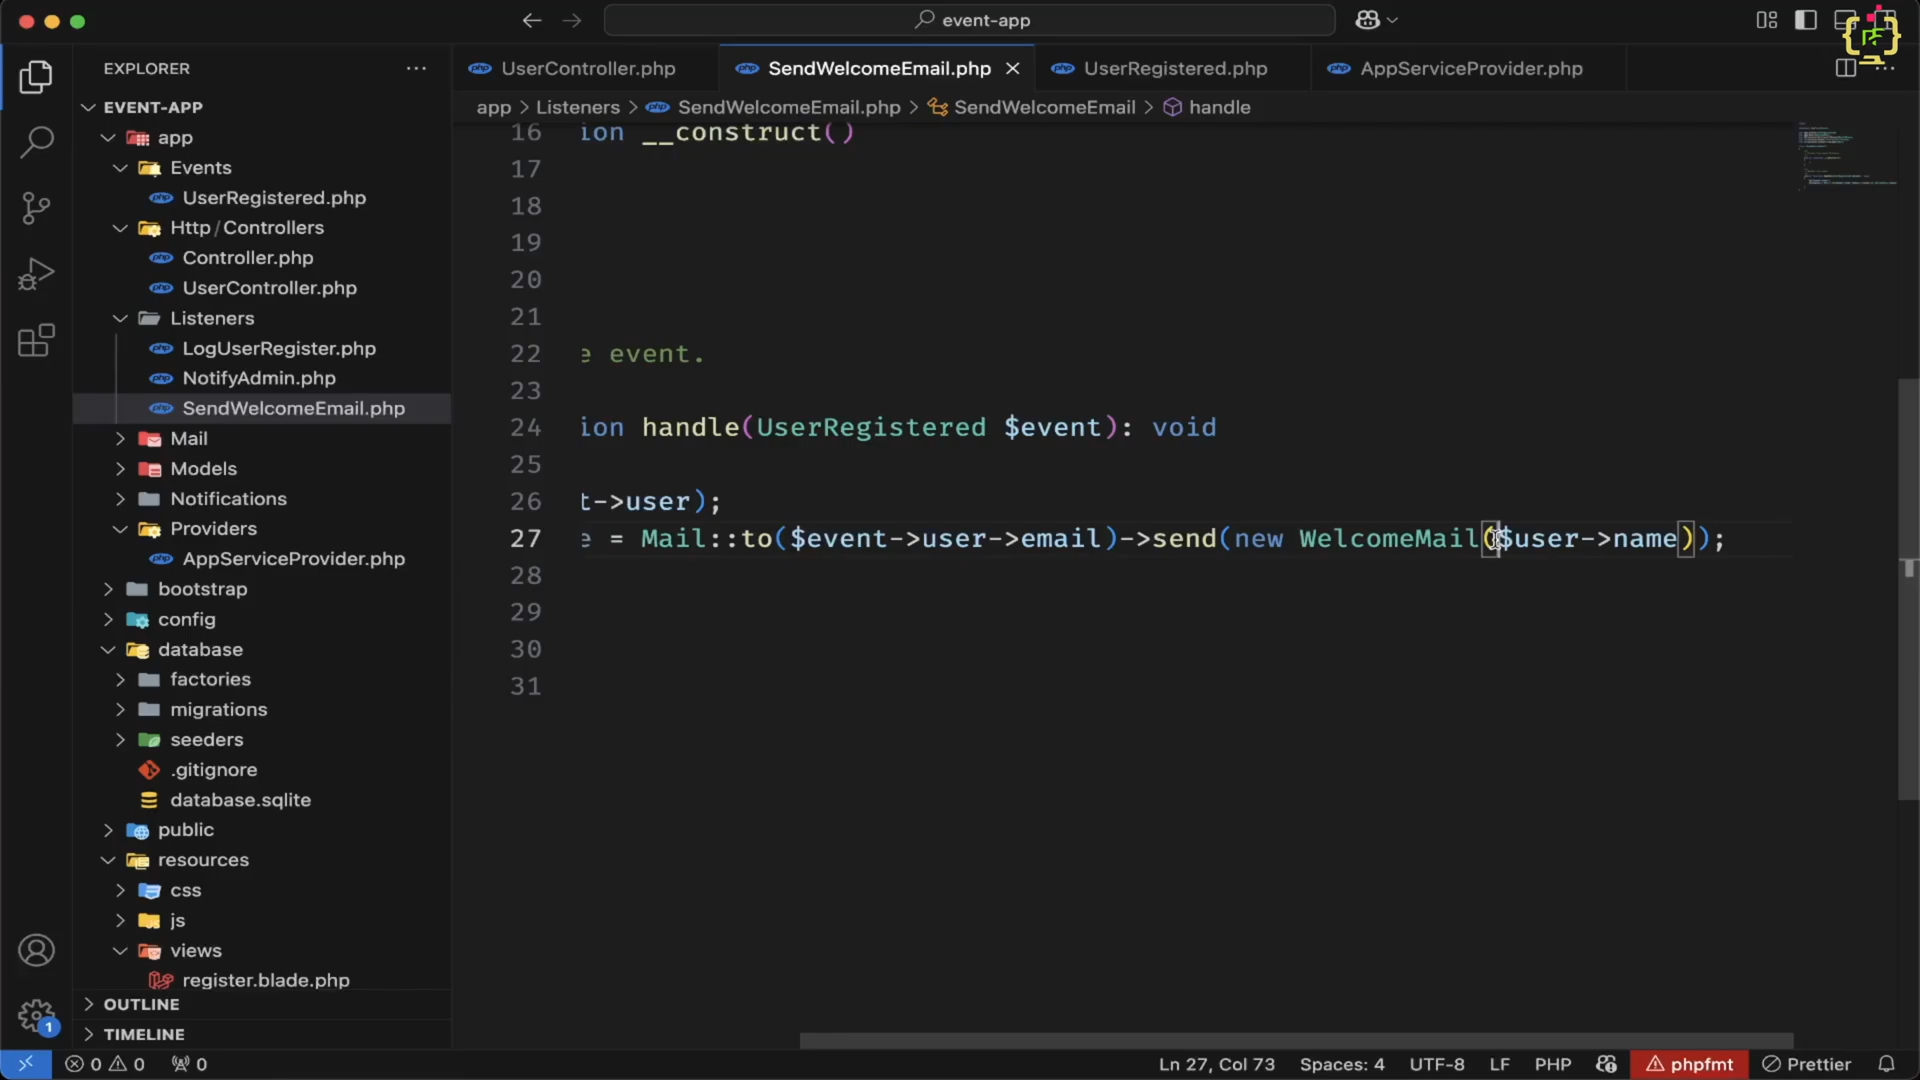 event-app
EXPLORER
UserController.php
SendWelcomeEmail.php
UserRegistered.php
AppServiceProvider.php
app > Listeners > SendWelcomeEmail.php > SendWelcomeEmail > handle
EVENT-APP
app
Events
UserRegistered.php
Http / Controllers
Controller.php
UserController.php
Listeners
LogUserRegister.php
NotifyAdmin.php
SendWelcomeEmail.php
Mail
Models
Notifications
Providers
AppServiceProvider.php
bootstrap
config
database
factories
migrations
seeders
.gitignore
database.sqlite
public
resources
css
js
views
register.blade.php
OUTLINE
TIMELINE
16 ion __construct()
17
18
19
20
21
22 e event.
23
24 ion handle(UserRegistered $event): void
25
26 t->user);
27 e = Mail::to($event->user->email)->send(new WelcomeMail($user->name));
28
29
30
31
1
0 0 0
Ln 27, Col 73
Spaces: 4
UTF-8
LF
PHP
phpfmt
Prettier